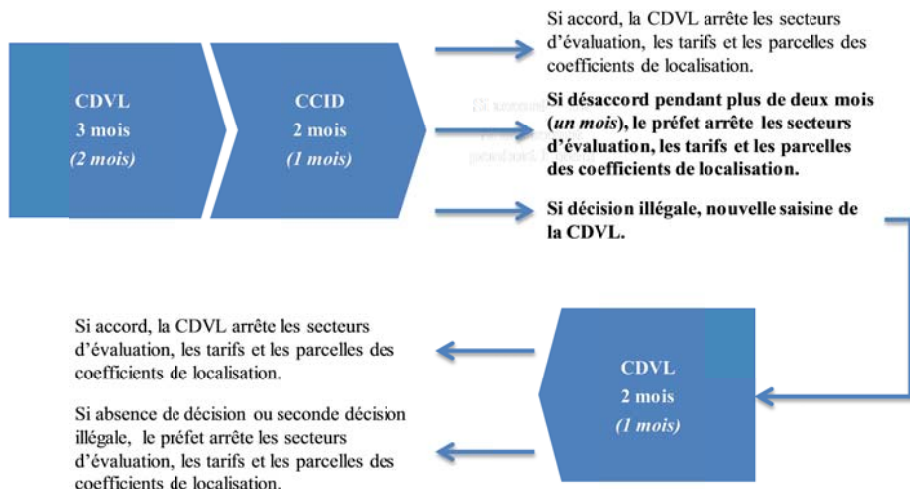 CDVL
3 mois
(2 mois)
CCID
2 mois
(1 mois)
Si accord, la CDVL arrête les secteurs
d'évaluation, les tarifs et les parcelles des
coefficients de localisation.
Si désaccord pendant plus de deux mois
(un mois), le préfet arrête les secteurs
d'évaluation, les tarifs et les parcelles
des coefficients de localisation.
Si décision illégale, nouvelle saisine de
la CDVL.
Si accord, la CDVL arrête les secteurs
d'évaluation, les tarifs et les parcelles des
coefficients de localisation.
Si absence de décision ou seconde décision
illégale, le préfet arrête les secteurs
d'évaluation, les tarifs et les parcelles des
coefficients de localisation.
CDVL
2 mois
(1 mois)